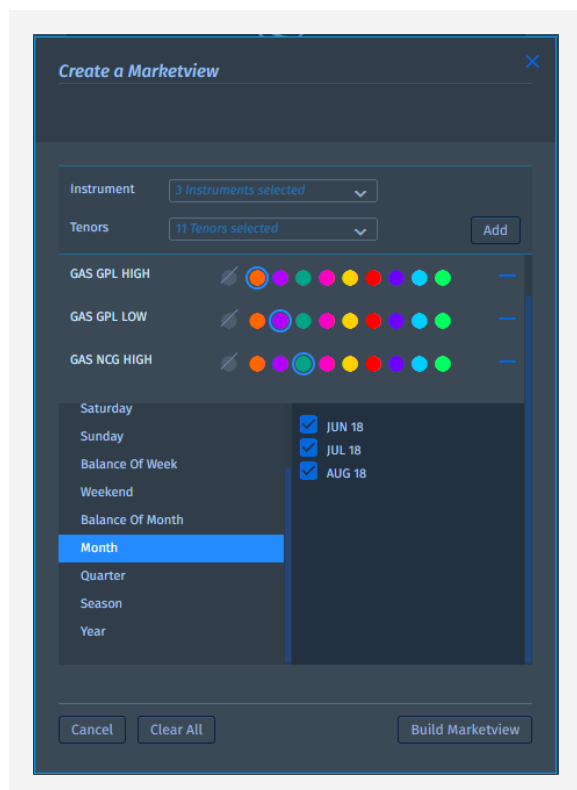 Create a Marketview
Instrument
3 Instruments selected
Tenors
11 Tenors selected
Add
GAS GPL HIGH
GAS GPL LOW
GAS NCG HIGH
Saturday
Sunday
Balance Of Week
Weekend
Balance Of Month
Month
Quarter
Season
Year
JUN 18
JUL 18
AUG 18
Cancel
Clear All
Build Marketview